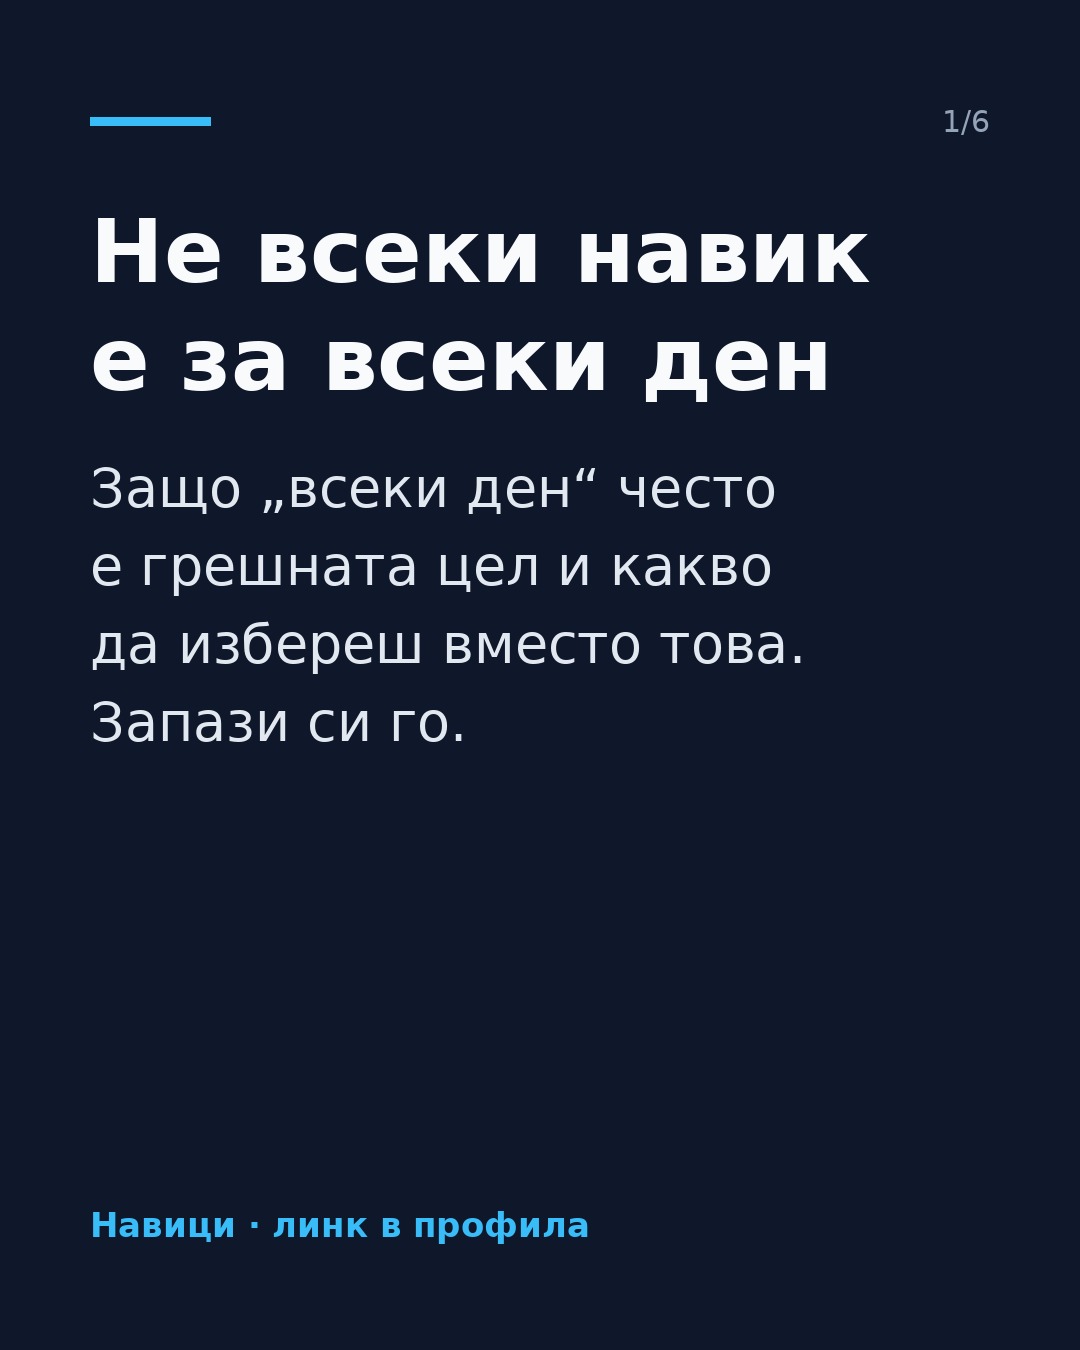 1/6
Не всеки навик
е за всеки ден
Защо „всеки ден“ често
е грешната цел и какво
да избереш вместо това.
Запази си го.
Навици · линк в профила